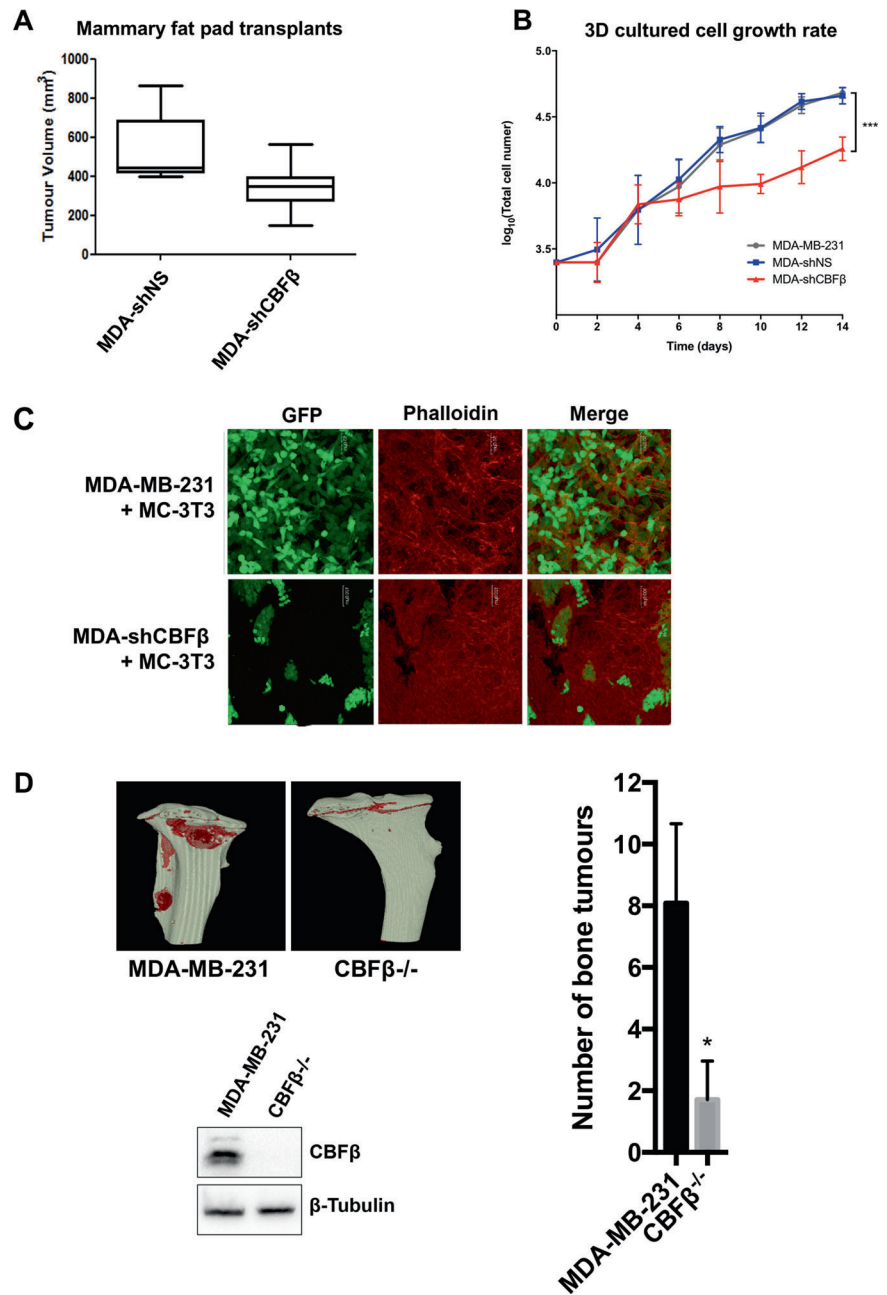 A
Mammary fat pad transplants
Tumour Volume (mm³)
1000
800
600
400
200
0
MDA-shNS
MDA-shCBFβ
B
3D cultured cell growth rate
log₁₀(Total cell numer)
5.0
4.5
4.0
3.5
0 2 4 6 8 10 12 14
Time (days)
MDA-MB-231
MDA-shNS
MDA-shCBFβ
***
C
GFP Phalloidin Merge
MDA-MB-231
+ MC-3T3
MDA-shCBFβ
+ MC-3T3
D
MDA-MB-231 CBFβ-/-
MDA-MB-231
CBFβ-/-
CBFβ
β-Tubulin
Number of bone tumours
12
10
8
6
4
2
0
*
MDA-MB-231
CBFβ-/-